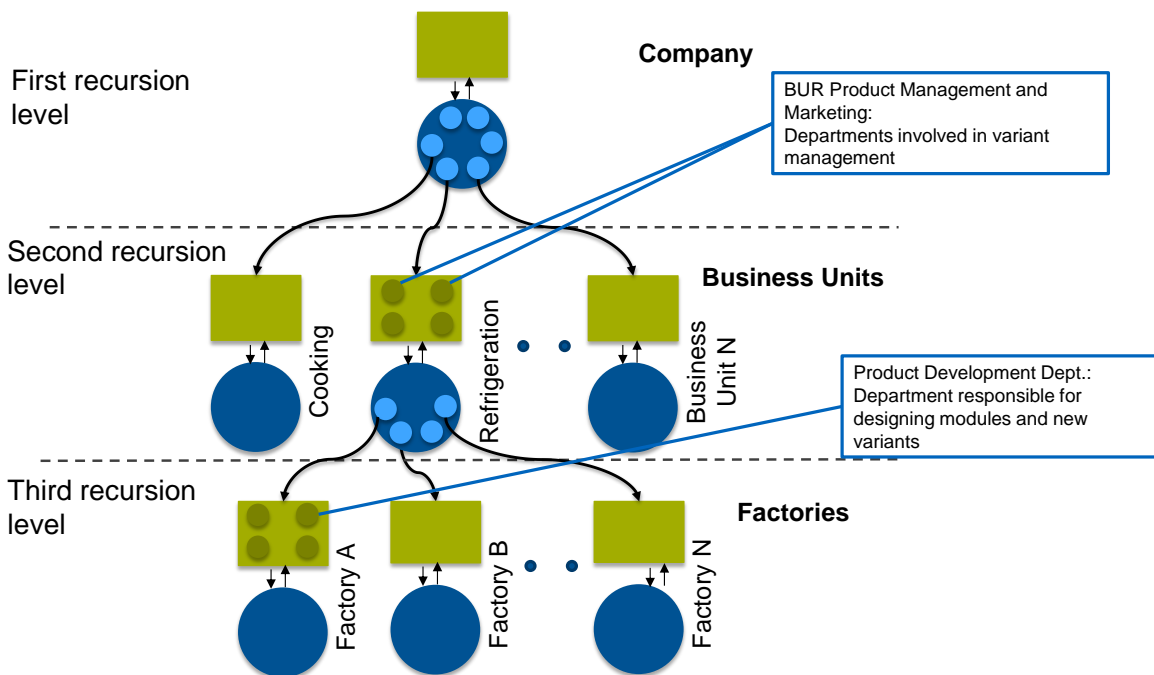 First recursion
level
Company
BUR Product Management and
Marketing:
Departments involved in variant
management
Second recursion
level
Business Units
Cooking
Refrigeration
Business
Unit N
Product Development Dept.:
Department responsible for
designing modules and new
variants
Third recursion
level
Factories
Factory A
Factory B
Factory N